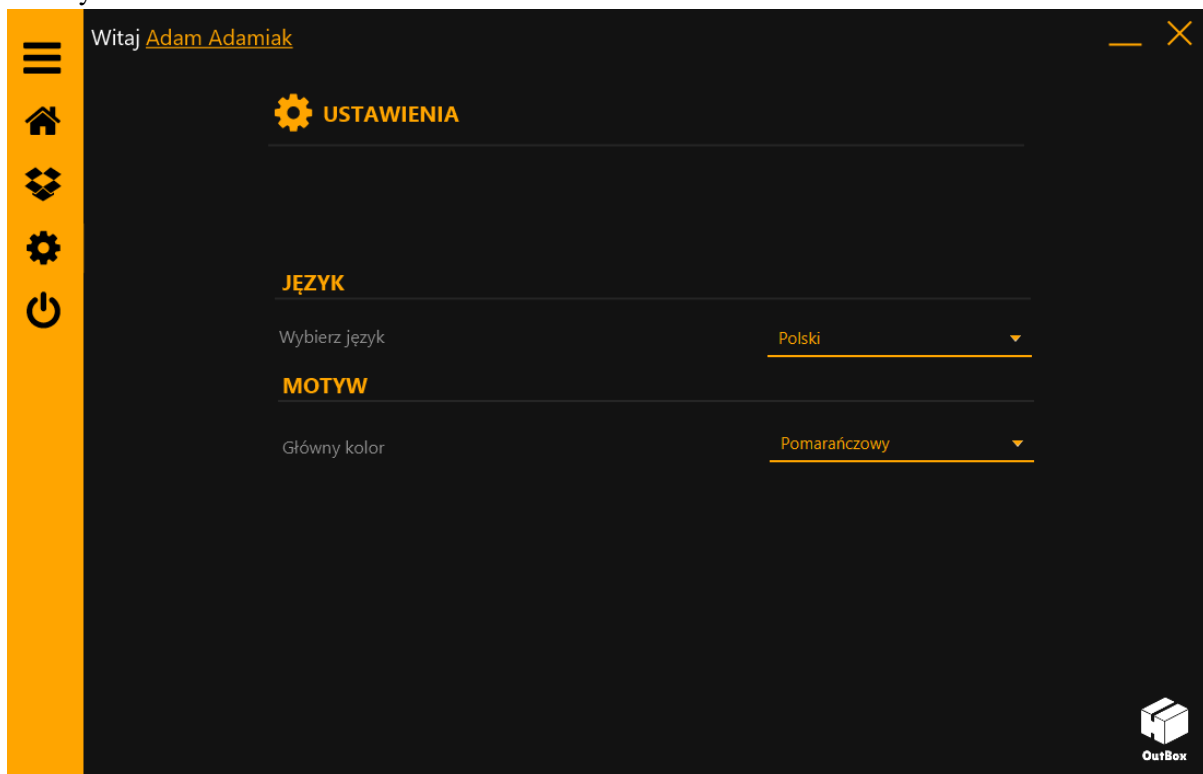 Witaj Adam Adamiak
USTAWIENIA
JĘZYK
Wybierz język
Polski
MOTYW
Główny kolor
Pomarańczowy
OutBox